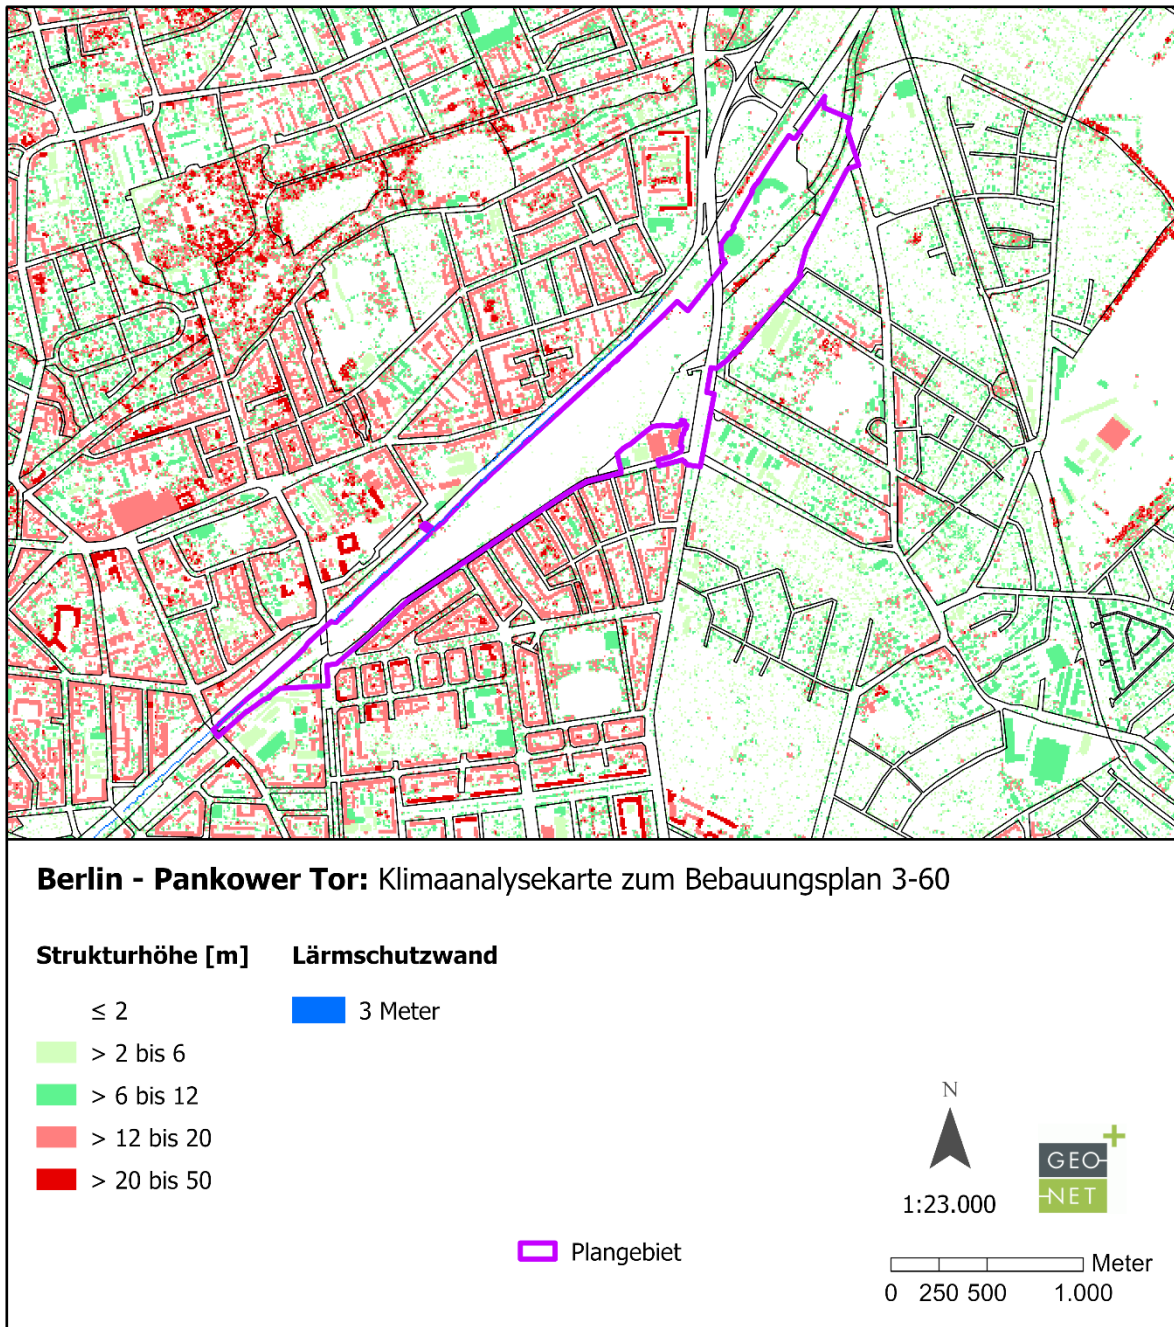 Berlin - Pankower Tor: Klimaanalysekarte zum Bebauungsplan 3-60
Strukturhöhe [m]
≤ 2
> 2 bis 6
> 6 bis 12
> 12 bis 20
> 20 bis 50
Lärmschutzwand
3 Meter
Plangebiet
N
1:23.000
GEO
NET
Meter
0 250 500 1.000